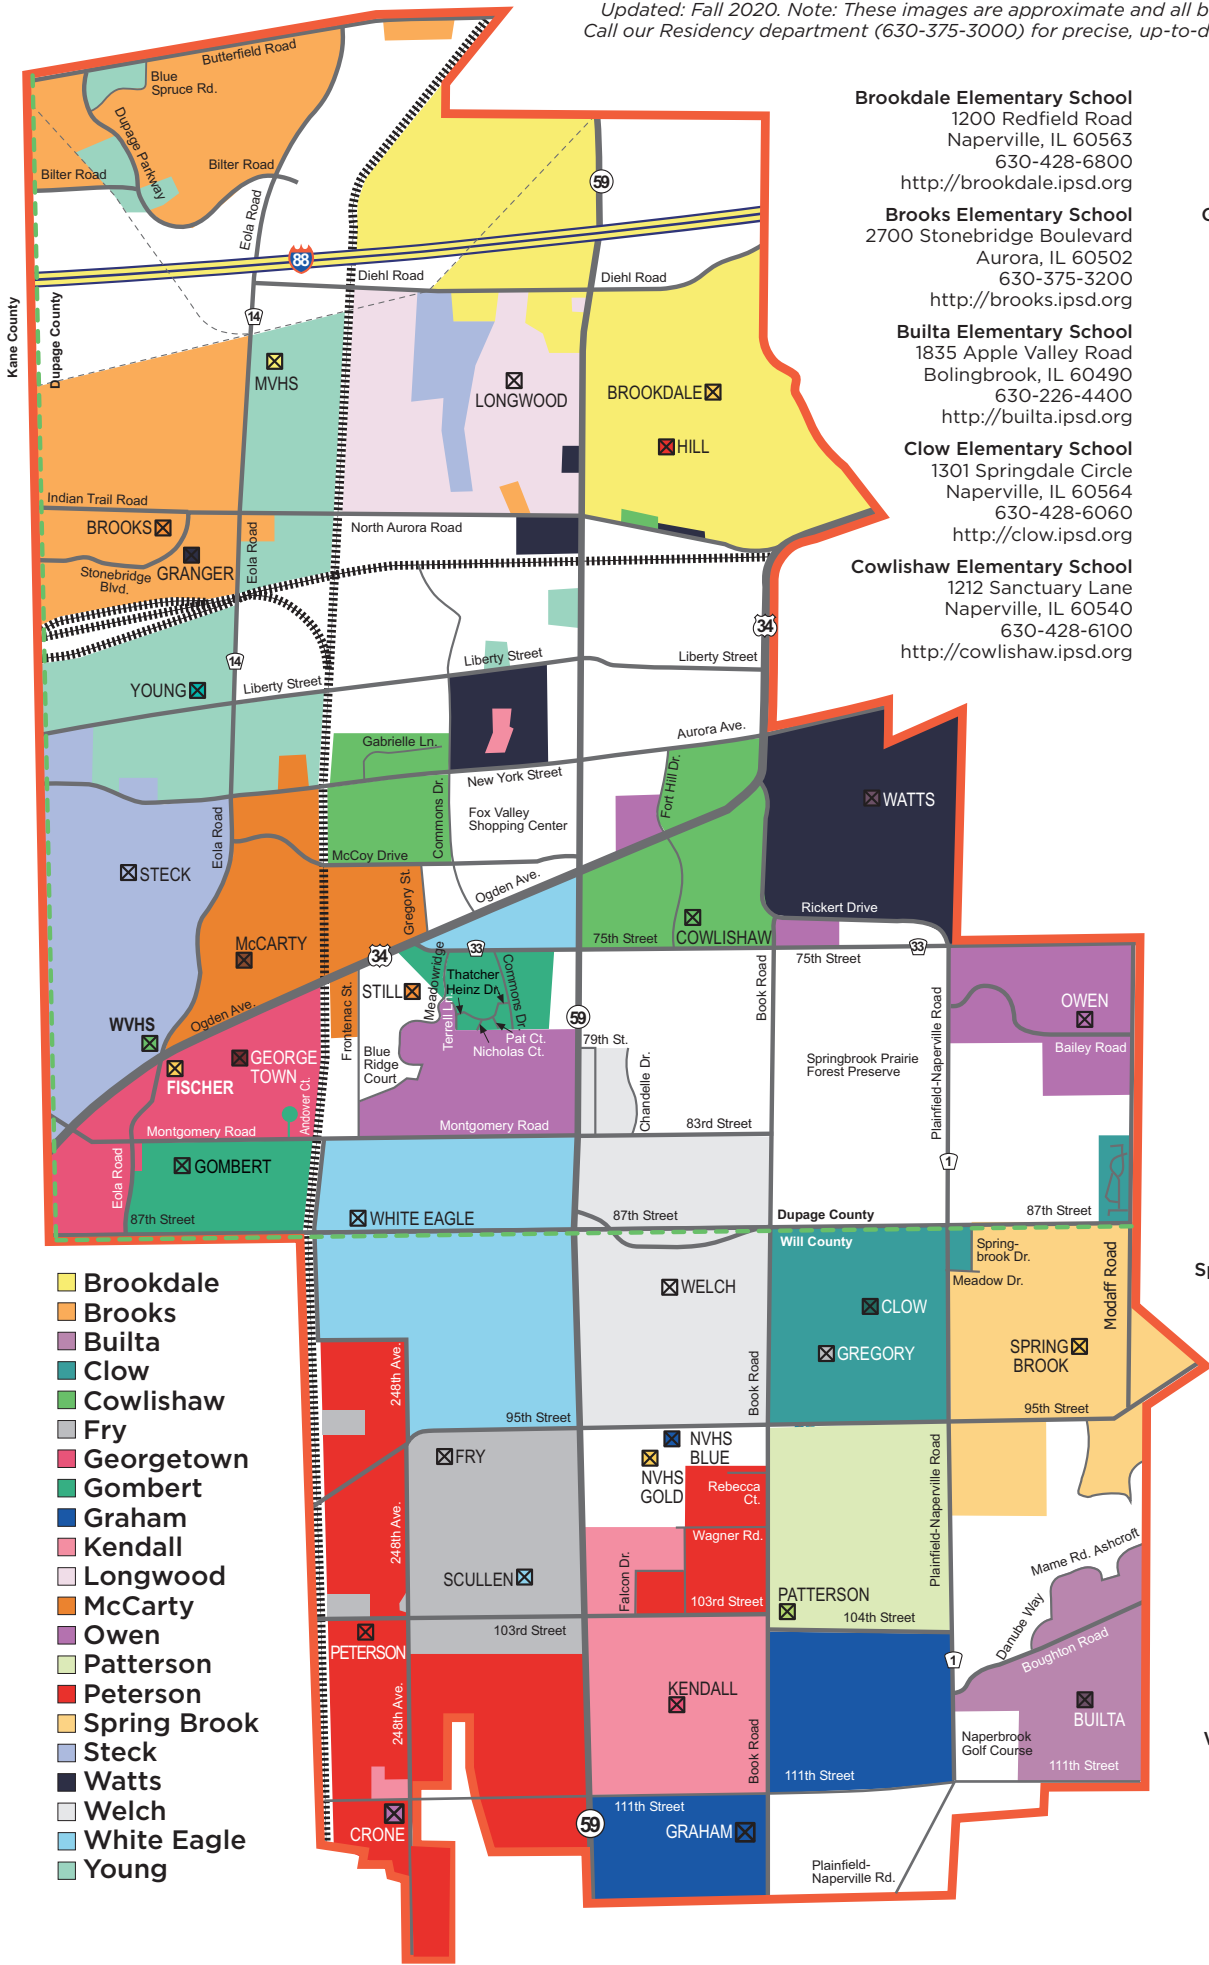 Updated: Fall 2020. Note: These images are approximate and all b
Call our Residency department (630-375-3000) for precise, up-to-d
Brookdale Elementary School
1200 Redfield Road
Naperville, IL 60563
630-428-6800
http://brookdale.ipsd.org
Brooks Elementary School
2700 Stonebridge Boulevard
Aurora, IL 60502
630-375-3200
http://brooks.ipsd.org
Builta Elementary School
1835 Apple Valley Road
Bolingbrook, IL 60490
630-226-4400
http://builta.ipsd.org
Clow Elementary School
1301 Springdale Circle
Naperville, IL 60564
630-428-6060
http://clow.ipsd.org
Cowlishaw Elementary School
1212 Sanctuary Lane
Naperville, IL 60540
630-428-6100
http://cowlishaw.ipsd.org
Butterfield Road
Blue
Spruce Rd.
Dupage Parkway
Bilter Road
Bilter Road
Eola Road
59
88
Diehl Road
Diehl Road
Kane County
Dupage County
14
MVHS
LONGWOOD
BROOKDALE
HILL
Indian Trail Road
BROOKS
North Aurora Road
Eola Road
Stonebridge
Blvd.
GRANGER
34
14
Liberty Street
Liberty Street
YOUNG
Liberty Street
Aurora Ave.
Gabrielle Ln.
New York Street
Commons Dr.
Fox Valley
Shopping Center
Fort Hill Dr.
WATTS
Eola Road
McCoy Drive
STECK
Ogden Ave.
Gregory St.
Rickert Drive
McCARTY
75th Street
COWLISHAW
33
33
34
75th Street
Meadowridge
Thatcher
Heinz Dr.
Commons Dr.
STILL
Terrell Ln.
Book Road
Plainfield-Naperville Road
OWEN
Frontenac St.
Ogden Ave.
WVHS
59
Pat Ct.
Nicholas Ct.
79th St.
Bailey Road
GEORGE
TOWN
FISCHER
Blue
Ridge
Court
Chandelle Dr.
Springbrook Prairie
Forest Preserve
Andover Ct.
Montgomery Road
Montgomery Road
83rd Street
1
GOMBERT
Eola Road
87th Street
WHITE EAGLE
87th Street
Dupage County
87th Street
Will County
Spring-
brook Dr.
Meadow Dr.
Modaff Road
WELCH
CLOW
GREGORY
SPRING
BROOK
248th Ave.
Book Road
95th Street
95th Street
FRY
NVHS
BLUE
NVHS
GOLD
Rebecca
Ct.
Plainfield-Naperville Road
248th Ave.
Wagner Rd.
Mame Rd. Ashcroft
SCULLEN
Falcon Dr.
103rd Street
PATTERSON
104th Street
Danube Way
103rd Street
PETERSON
Boughton Road
1
KENDALL
248th Ave.
Book Road
BUILTA
Naperbrook
Golf Course
111th Street
111th Street
111th Street
59
CRONE
GRAHAM
Plainfield-
Naperville Rd.
Brookdale
Brooks
Builta
Clow
Cowlishaw
Fry
Georgetown
Gombert
Graham
Kendall
Longwood
McCarty
Owen
Patterson
Peterson
Spring Brook
Steck
Watts
Welch
White Eagle
Young